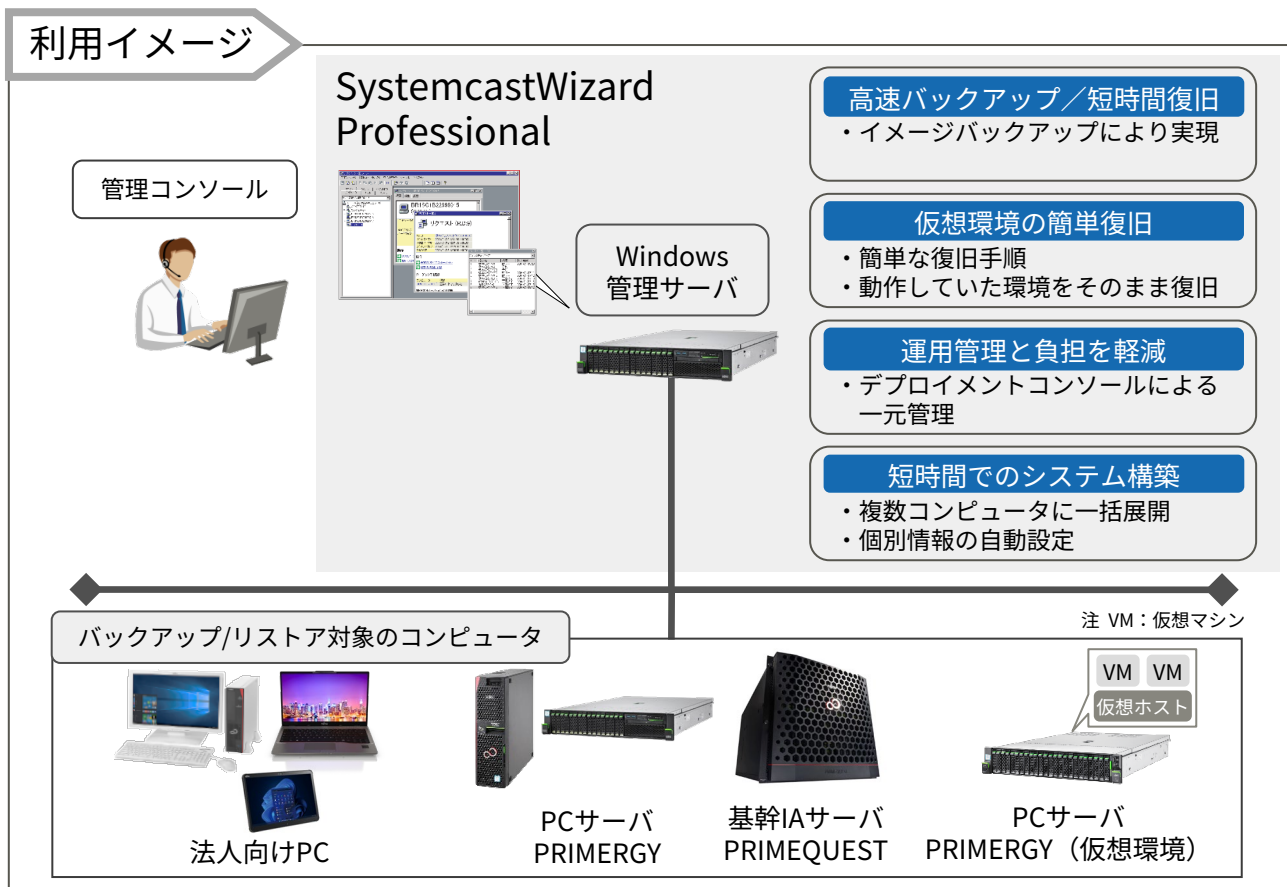 利用イメージ
SystemcastWizard
Professional
管理コンソール
Windows
管理サーバ
高速バックアップ／短時間復旧
・イメージバックアップにより実現
仮想環境の簡単復旧
・簡単な復旧手順
・動作していた環境をそのまま復旧
運用管理と負担を軽減
・デプロイメントコンソールによる
一元管理
短時間でのシステム構築
・複数コンピュータに一括展開
・個別情報の自動設定
注 VM：仮想マシン
バックアップ/リストア対象のコンピュータ
VM VM
仮想ホスト
法人向けPC
PCサーバ
PRIMERGY
基幹IAサーバ
PRIMEQUEST
PCサーバ
PRIMERGY（仮想環境）